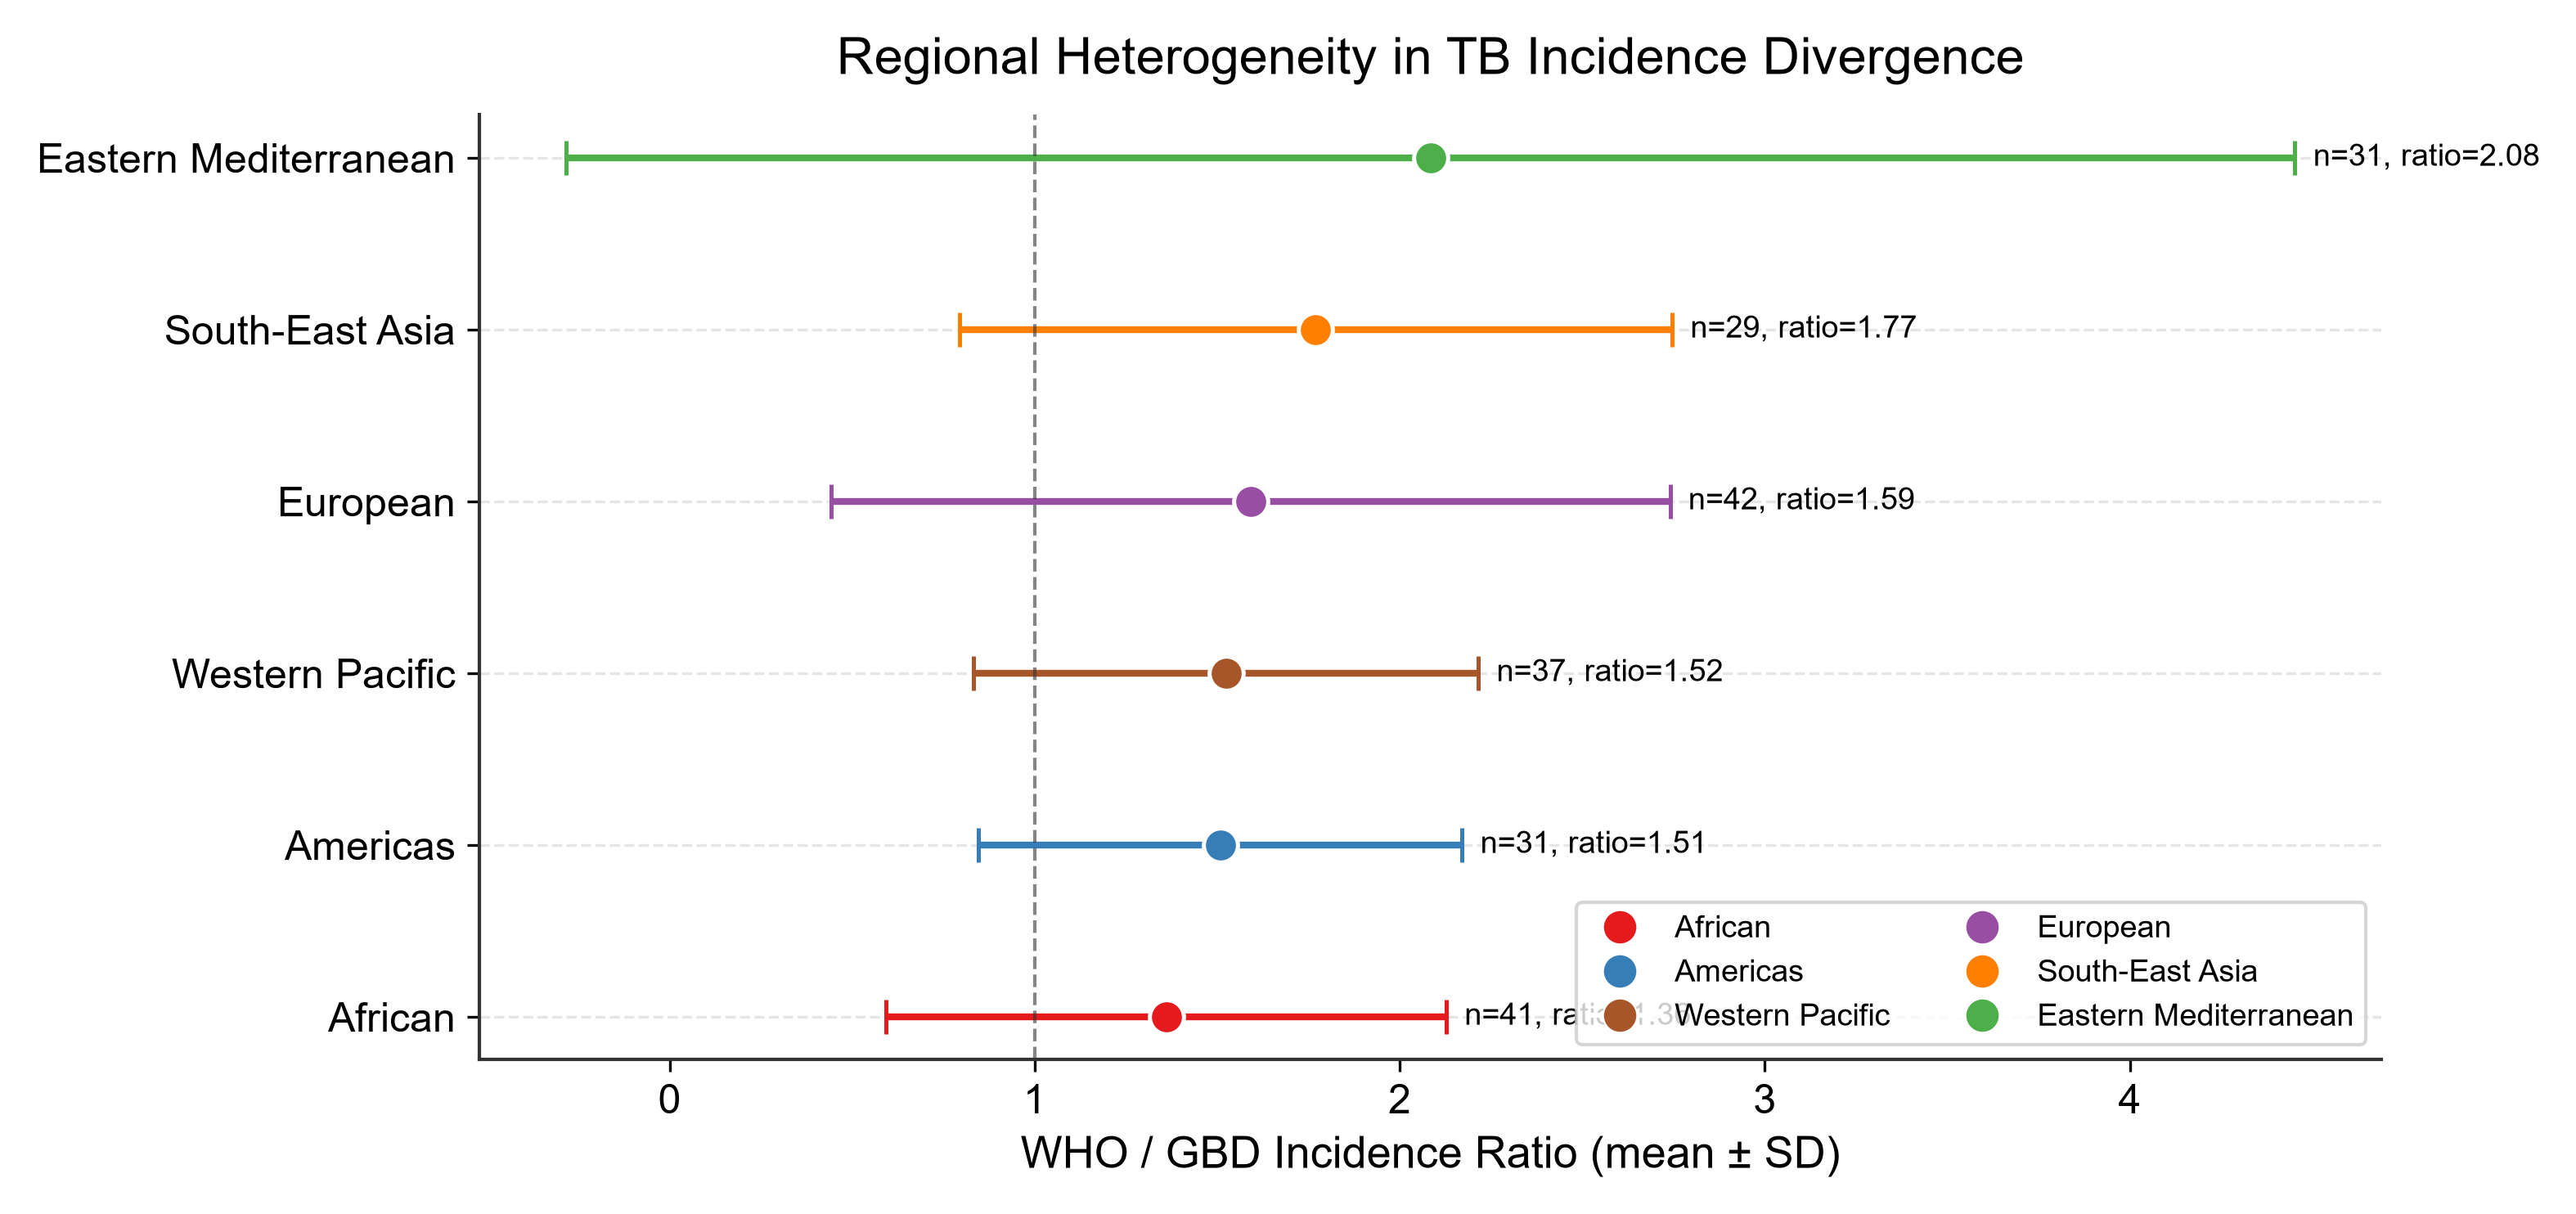 Regional Heterogeneity in TB Incidence Divergence
Eastern Mediterranean
n=31, ratio=2.08
South-East Asia
n=29, ratio=1.77
European
n=42, ratio=1.59
Western Pacific
n=37, ratio=1.52
Americas
n=31, ratio=1.51
African
n=41,
African
Americas
Western Pacific
European
South-East Asia
Eastern Mediterranean
0 1 2 3 4
WHO / GBD Incidence Ratio (mean ± SD)